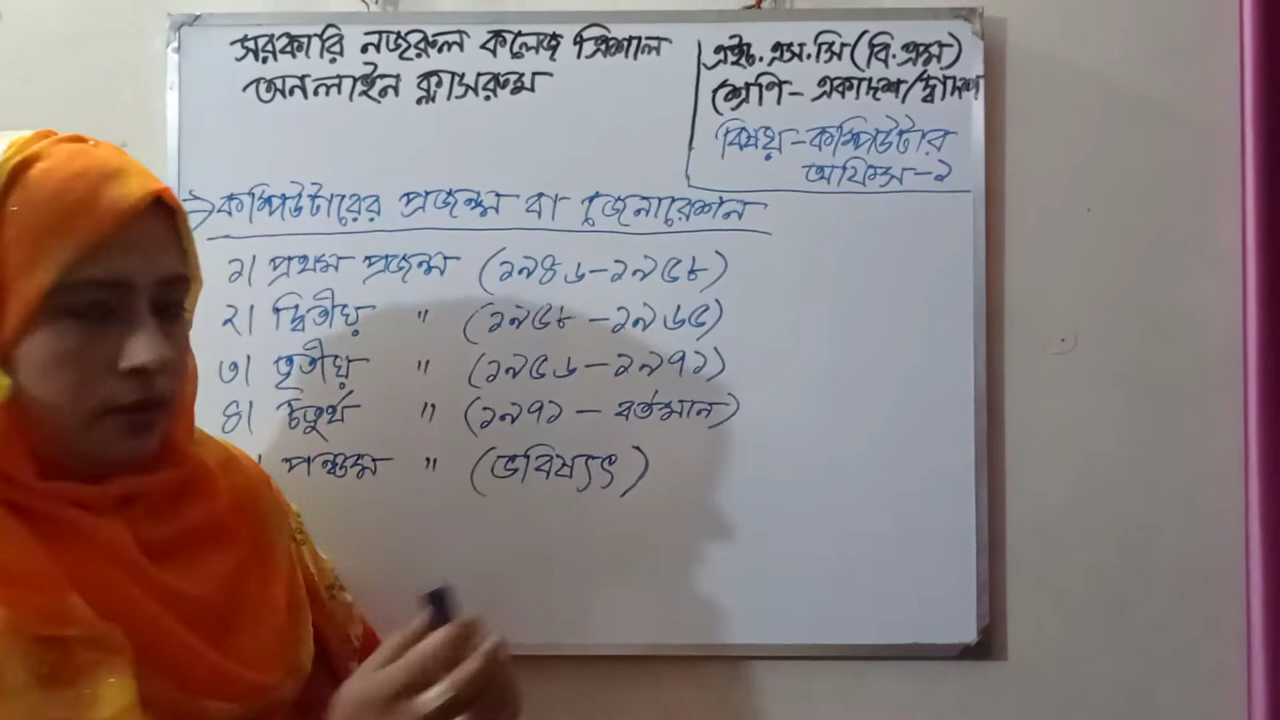 সরকারি নজরুল কলেজ ত্রিশাল
অনলাইন ক্লাসরুম
এইচ.এস.সি (বি.এম)
শ্রেণি - একাদশ/দ্বাদশ
বিষয় - কম্পিউটার
অফিস্স - ১
কম্পিউটারের প্রজন্ম বা জেনারেশন
১। প্রথম প্রজন্ম (১৯৪৬-১৯৫৮)
২। দ্বিতীয় " (১৯৫৮-১৯৬৫)
৩। তৃতীয় " (১৯৫৬-১৯৭১)
৪। চতুর্থ " (১৯৭১ - বর্তমান)
। পঞ্চম " (ভবিষ্যৎ)